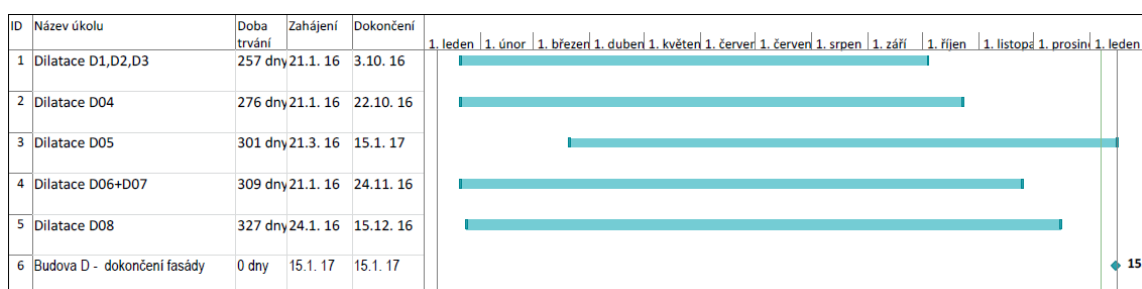 ID Název úkolu Doba trvání Zahájení Dokončení
1. leden 1. únor 1. březen 1. duben 1. květen 1. červen 1. červen 1. srpen 1. září 1. říjen 1. listopa 1. prosin 1. leden
1 Dilatace D1,D2,D3 257 dny 21.1. 16 3.10. 16
2 Dilatace D04 276 dny 21.1. 16 22.10. 16
3 Dilatace D05 301 dny 21.3. 16 15.1. 17
4 Dilatace D06+D07 309 dny 21.1. 16 24.11. 16
5 Dilatace D08 327 dny 24.1. 16 15.12. 16
6 Budova D - dokončení fasády 0 dny 15.1. 17 15.1. 17 15